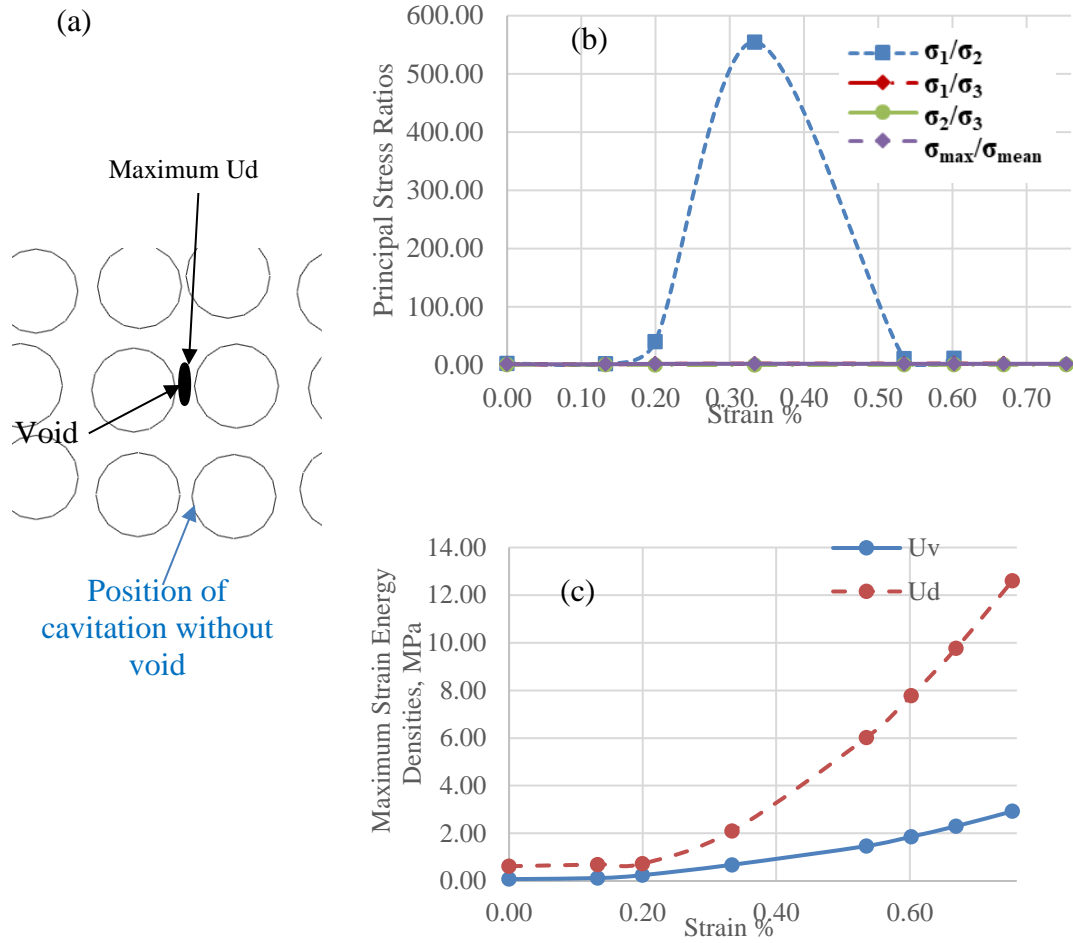 (a)
Maximum Ud
Void
Position of
cavitation without
void
(b)
Principal Stress Ratios
600.00
500.00
400.00
300.00
200.00
100.00
0.00
σ1/σ2
σ1/σ3
σ2/σ3
σmax/σmean
0.00 0.10 0.20 0.30 0.40 0.50 0.60 0.70
Strain %
(c)
Maximum Strain Energy
Densities, MPa
14.00
12.00
10.00
8.00
6.00
4.00
2.00
0.00
Uv
Ud
0.00 0.20 0.40 0.60
Strain %